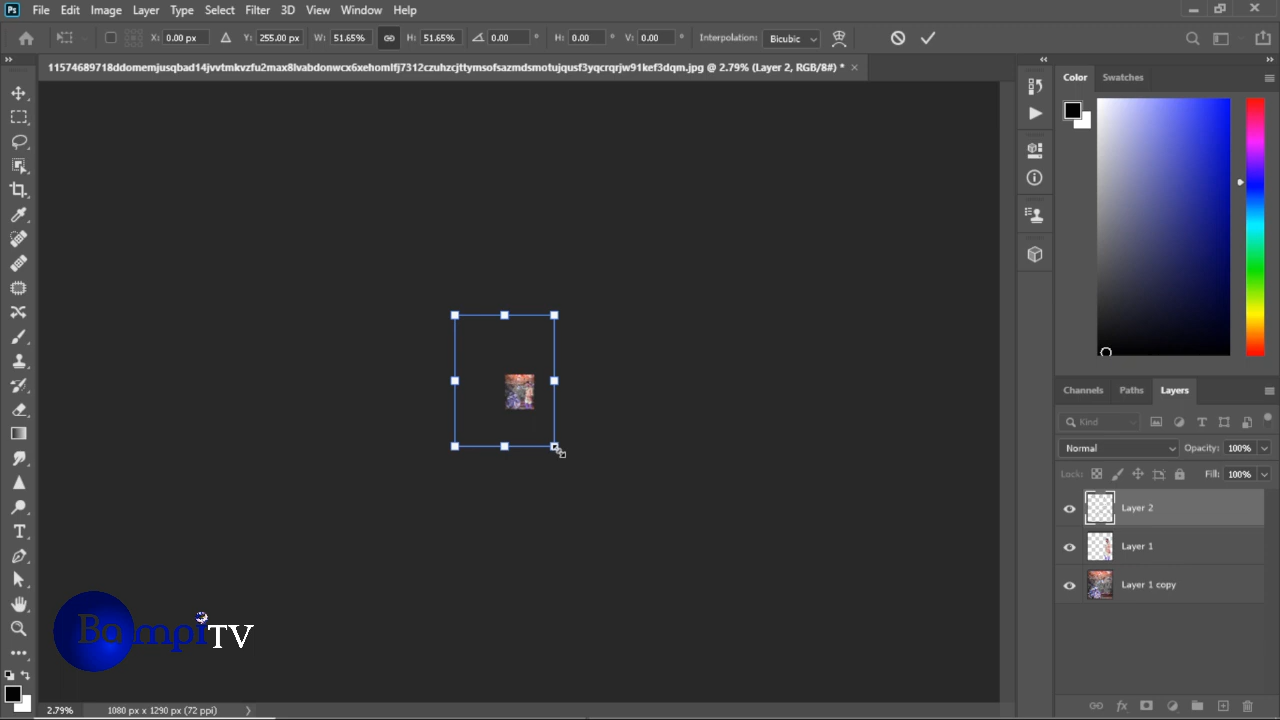 Ps File Edit Image Layer Type Select Filter 3D View Window Help
X: 0.00 px Y: 255.00 px W: 51.65% H: 51.65% 0.00 ° H: 0.00 ° V: 0.00 ° Interpolation: Bicubic
@ 2.79% (Layer 2, RGB/8#) *
Color Swatches
Channels Paths Layers
Kind
Normal Opacity: 100%
Lock: Fill: 100%
Layer 2
Layer 1
Layer 1 copy
BampiTV
2.79% 1080 px x 1290 px (72 ppi)